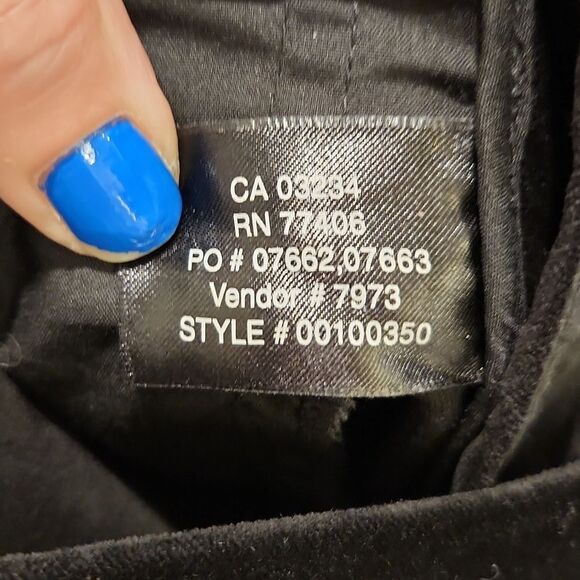 CA 03234
RN 77406
PO # 07662,07663
Vendor # 7973
STYLE # 00100350